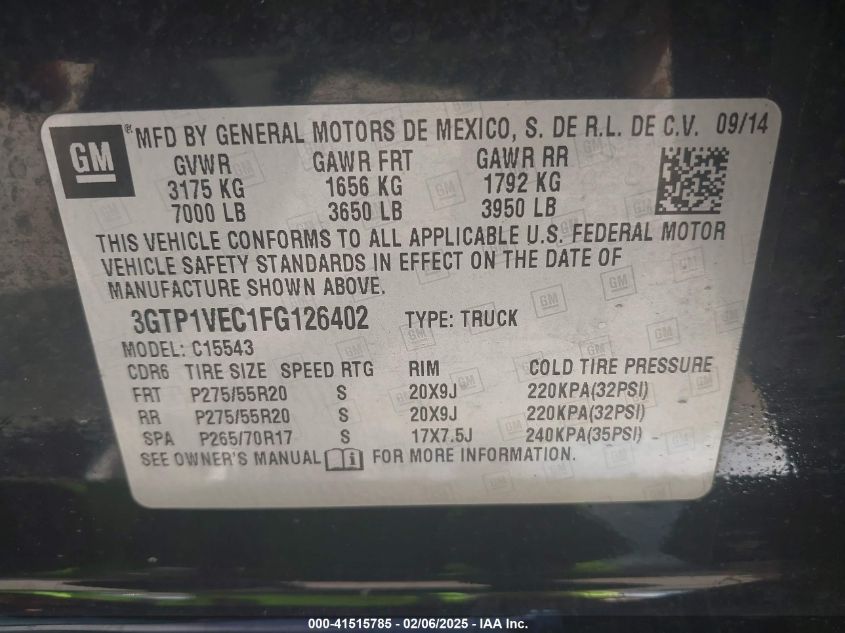 GM
® MFD BY GENERAL MOTORS DE MEXICO, S. DE R.L. DE C.V. 09/14
GVWR GAWR FRT GAWR RR
3175 KG 1656 KG 1792 KG
7000 LB 3650 LB 3950 LB
THIS VEHICLE CONFORMS TO ALL APPLICABLE U.S. FEDERAL MOTOR
VEHICLE SAFETY STANDARDS IN EFFECT ON THE DATE OF
MANUFACTURE SHOWN ABOVE.
3GTP1VEC1FG126402 TYPE: TRUCK
MODEL: C15543
CDR6 TIRE SIZE SPEED RTG RIM COLD TIRE PRESSURE
FRT P275/55R20 S 20X9J 220KPA(32PSI)
RR P275/55R20 S 20X9J 220KPA(32PSI)
SPA P265/70R17 S 17X7.5J 240KPA(35PSI)
SEE OWNER'S MANUAL FOR MORE INFORMATION.
000-41515785 - 02/06/2025 - IAA Inc.